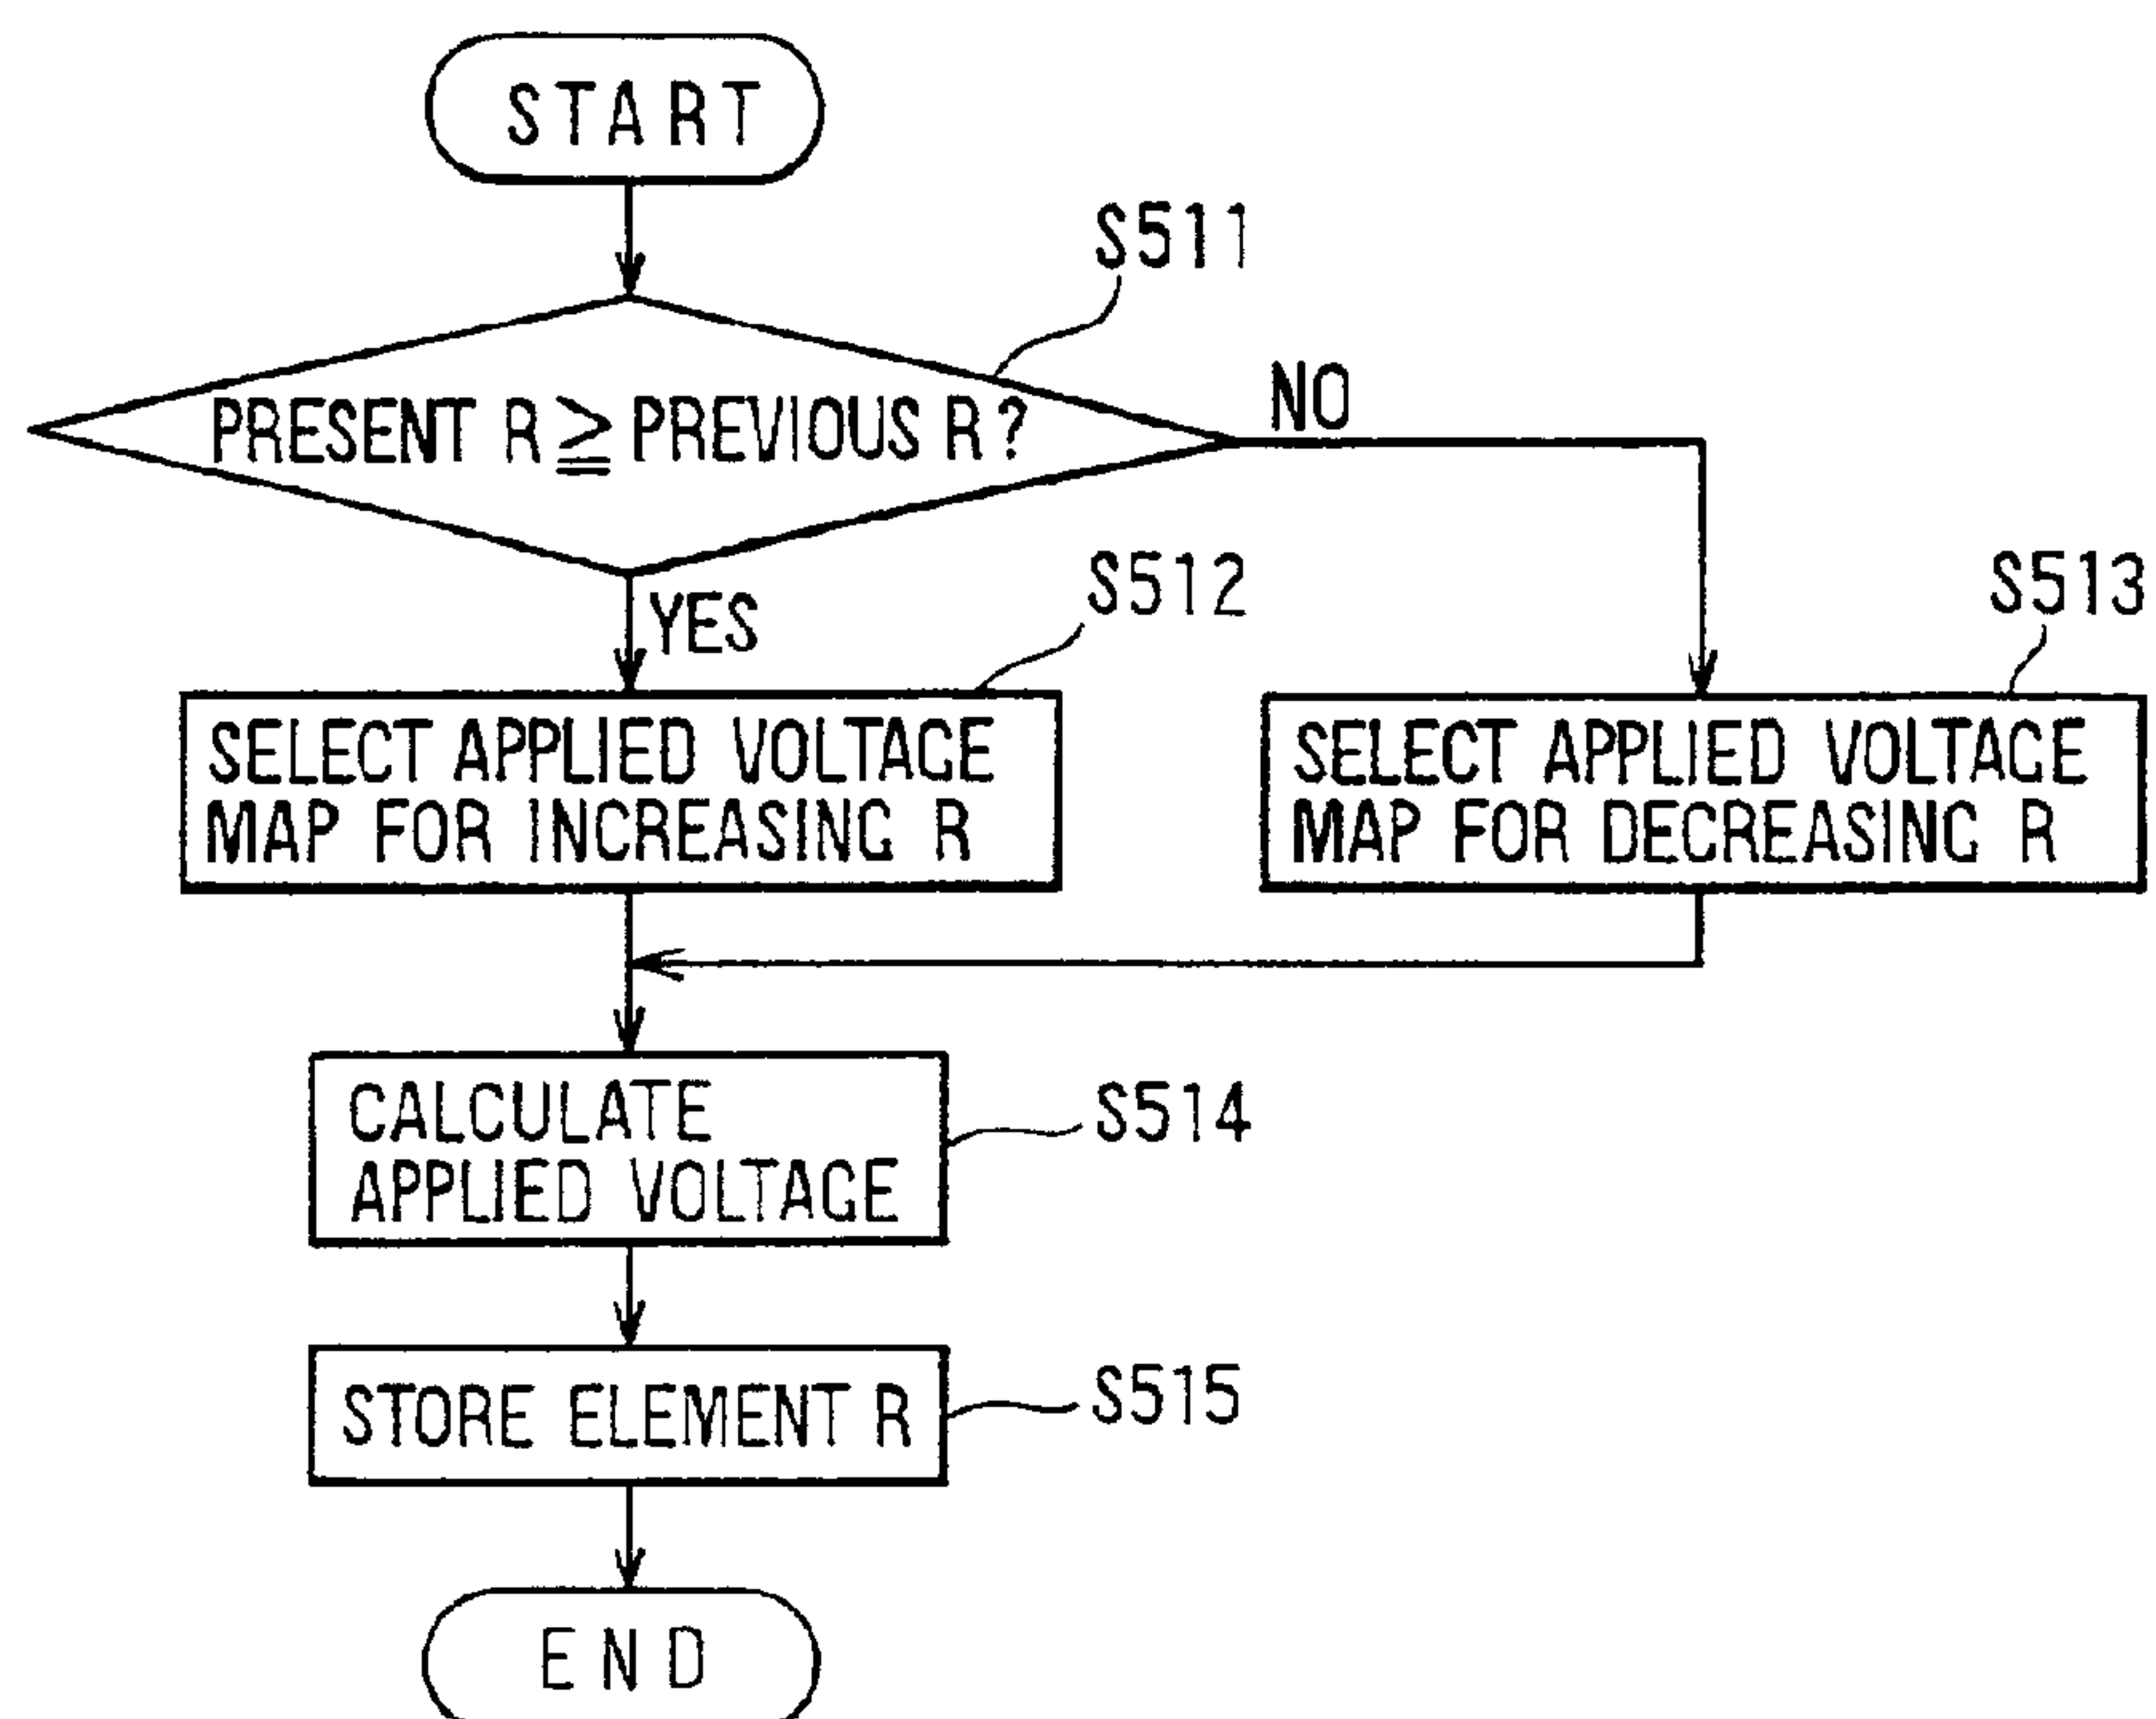 START
S511
PRESENT R ≧ PREVIOUS R?
NO
YES
S512
S513
SELECT APPLIED VOLTAGE
MAP FOR INCREASING R
SELECT APPLIED VOLTAGE
MAP FOR DECREASING R
CALCULATE
APPLIED VOLTAGE
S514
STORE ELEMENT R
S515
END